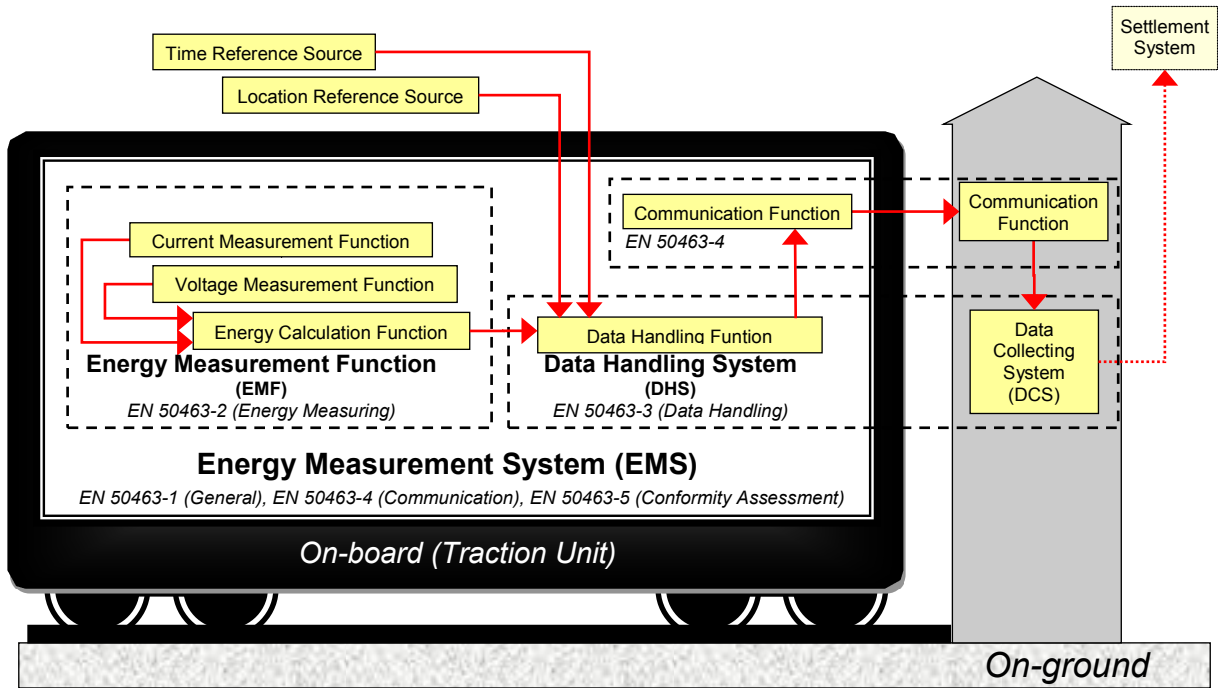 Settlement
System
Time Reference Source
Location Reference Source
Communication Function
EN 50463-4
Communication
Function
Current Measurement Function
Voltage Measurement Function
Energy Calculation Function
Data Handling Funtion
Energy Measurement Function
(EMF)
EN 50463-2 (Energy Measuring)
Data Handling System
(DHS)
EN 50463-3 (Data Handling)
Data
Collecting
System
(DCS)
Energy Measurement System (EMS)
EN 50463-1 (General), EN 50463-4 (Communication), EN 50463-5 (Conformity Assessment)
On-board (Traction Unit)
On-ground